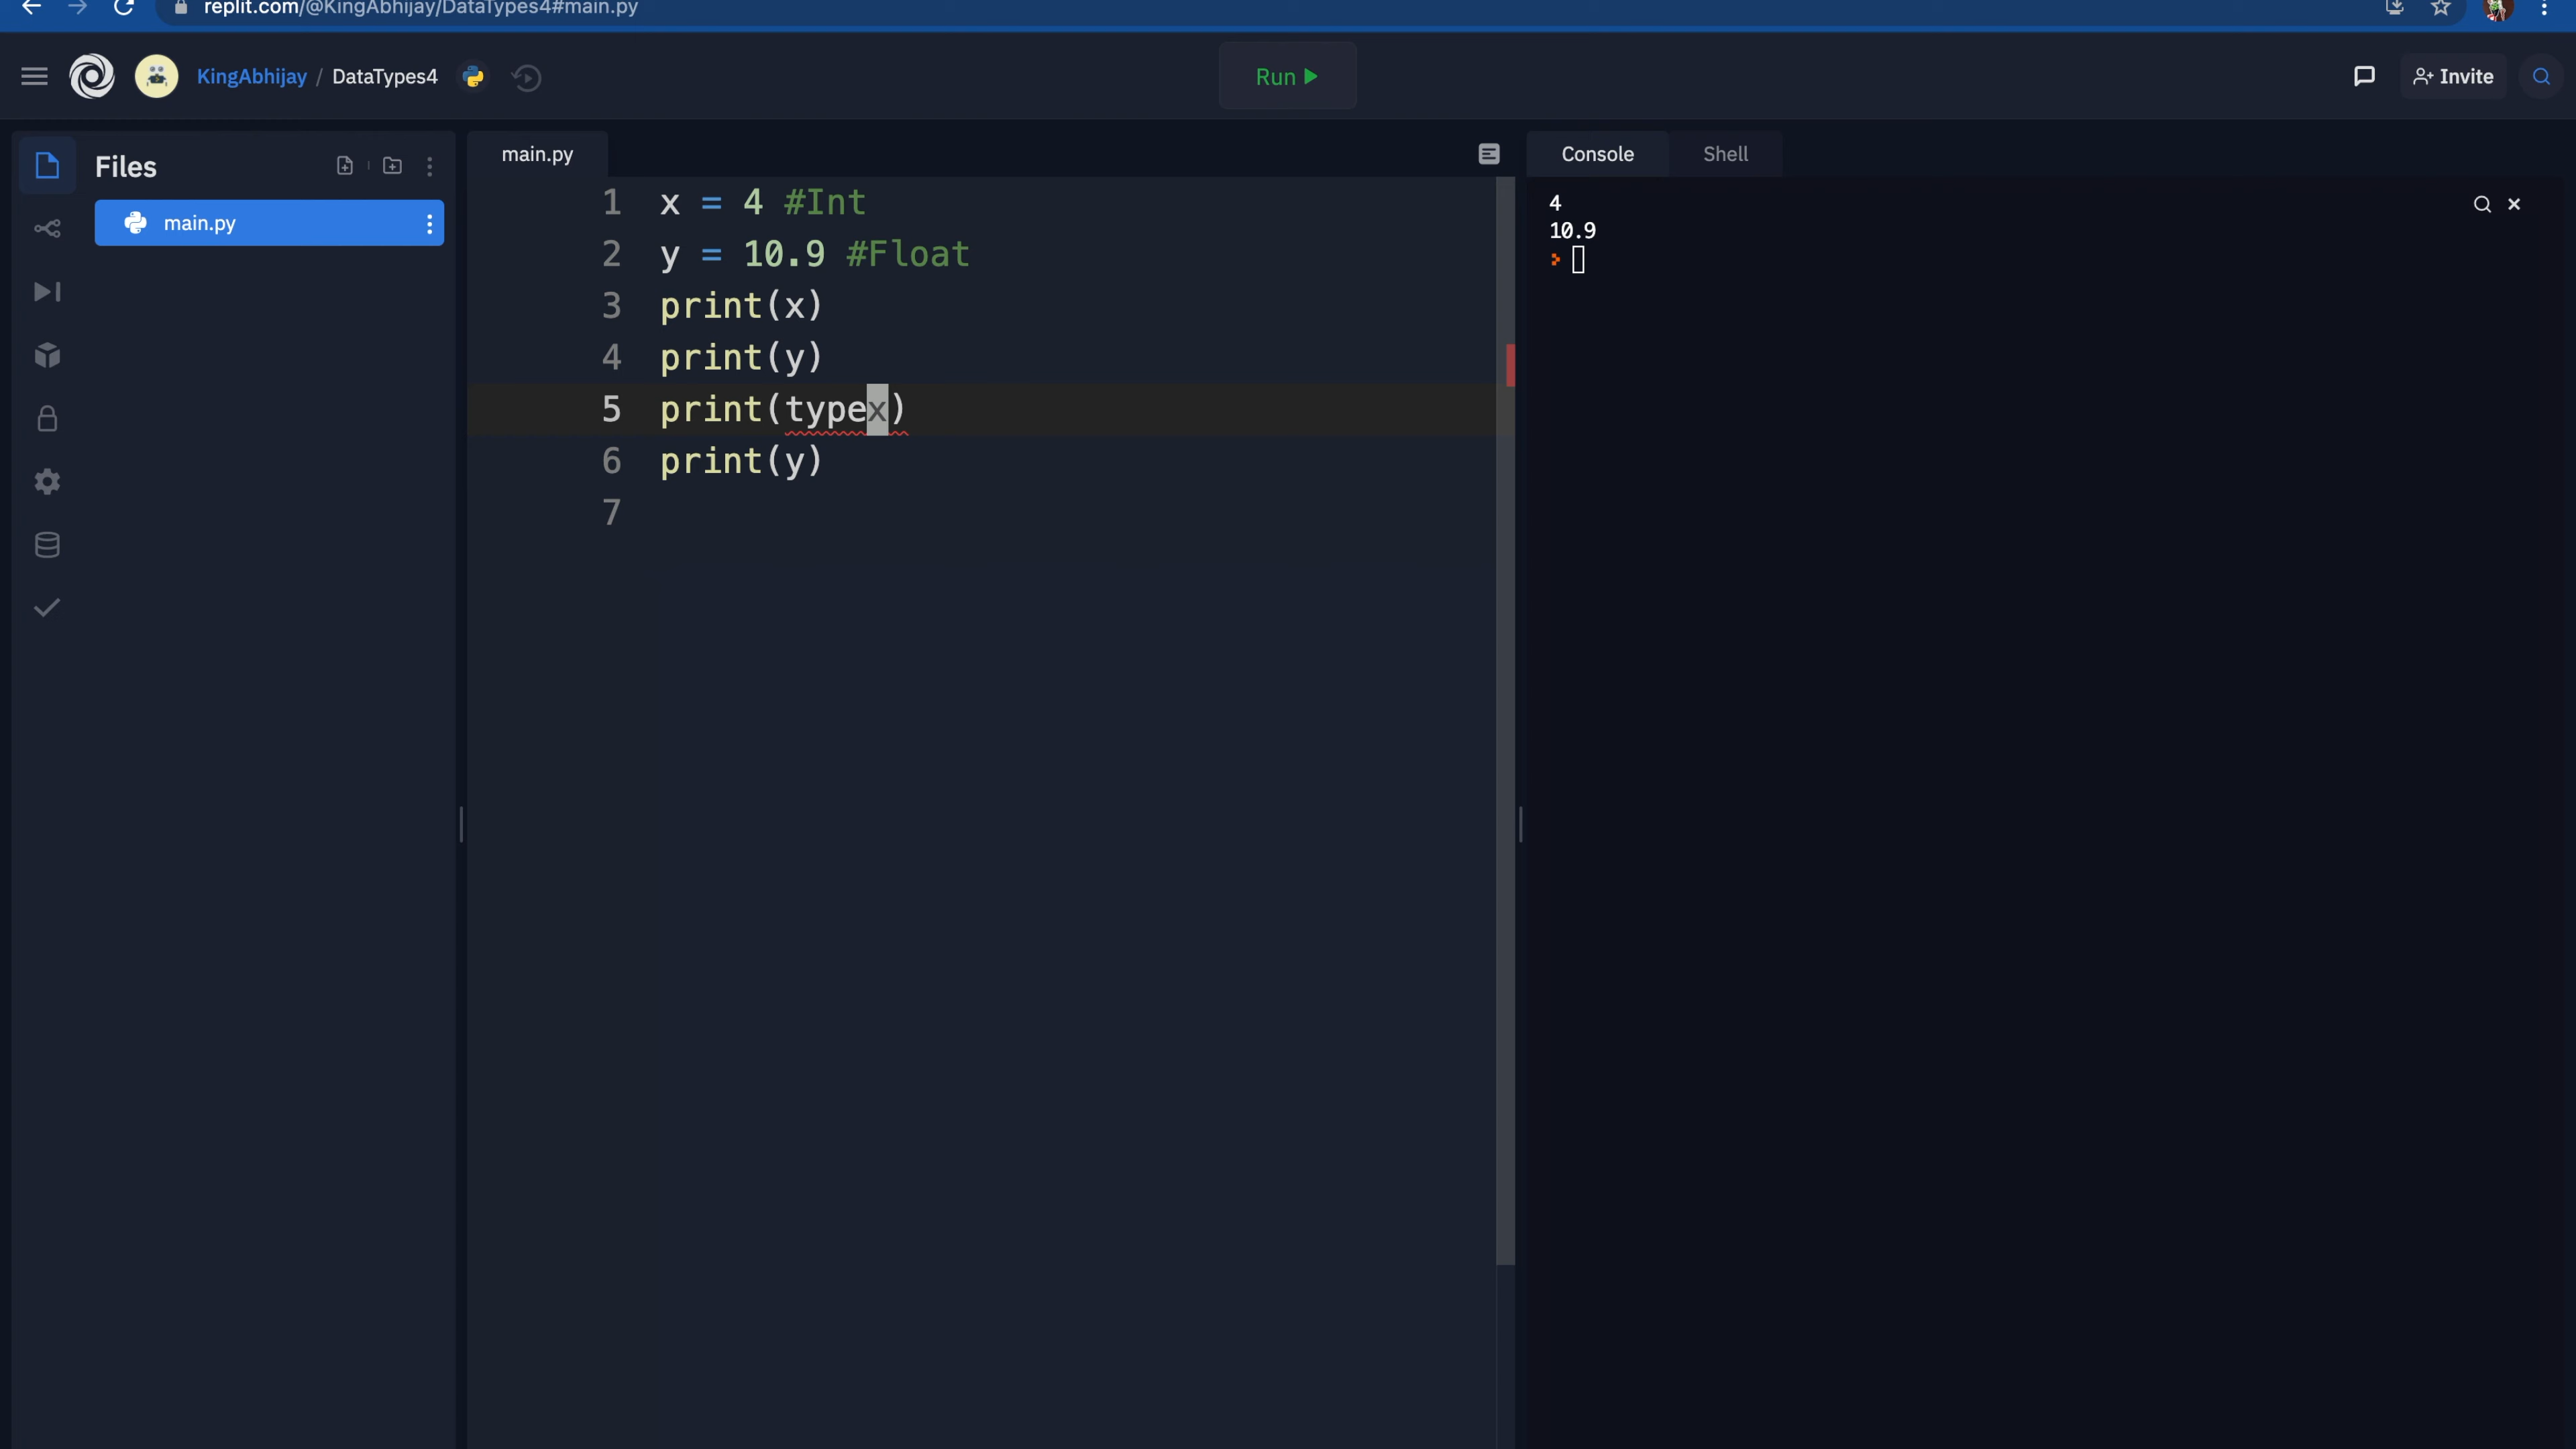 replit.com/@KingAbhijay/DataTypes4#main.py
KingAbhijay / DataTypes4
Run
Invite
Files
main.py
main.py
1 x = 4 #Int
2 y = 10.9 #Float
3 print(x)
4 print(y)
5 print(typex)
6 print(y)
7
Console
Shell
4
10.9